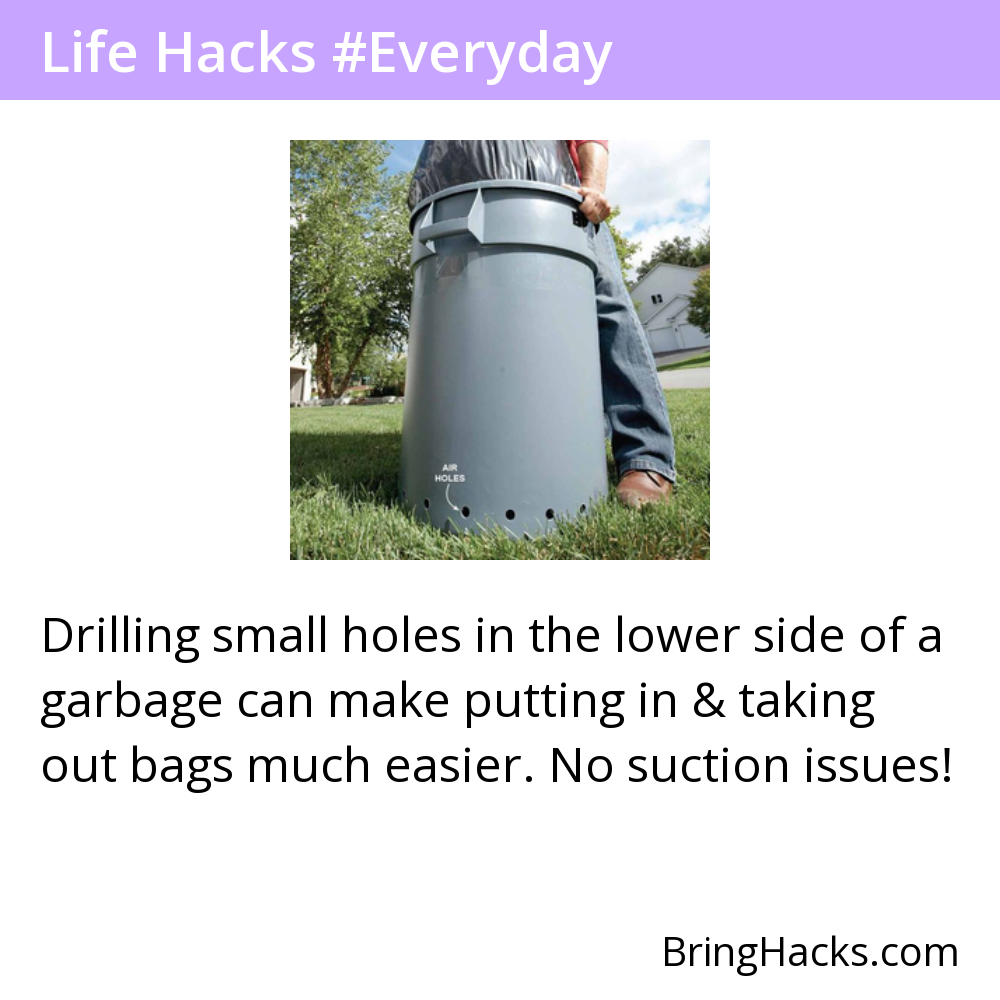 Life Hacks #Everyday
AIR
HOLES
Drilling small holes in the lower side of a
garbage can make putting in & taking
out bags much easier. No suction issues!
BringHacks.com